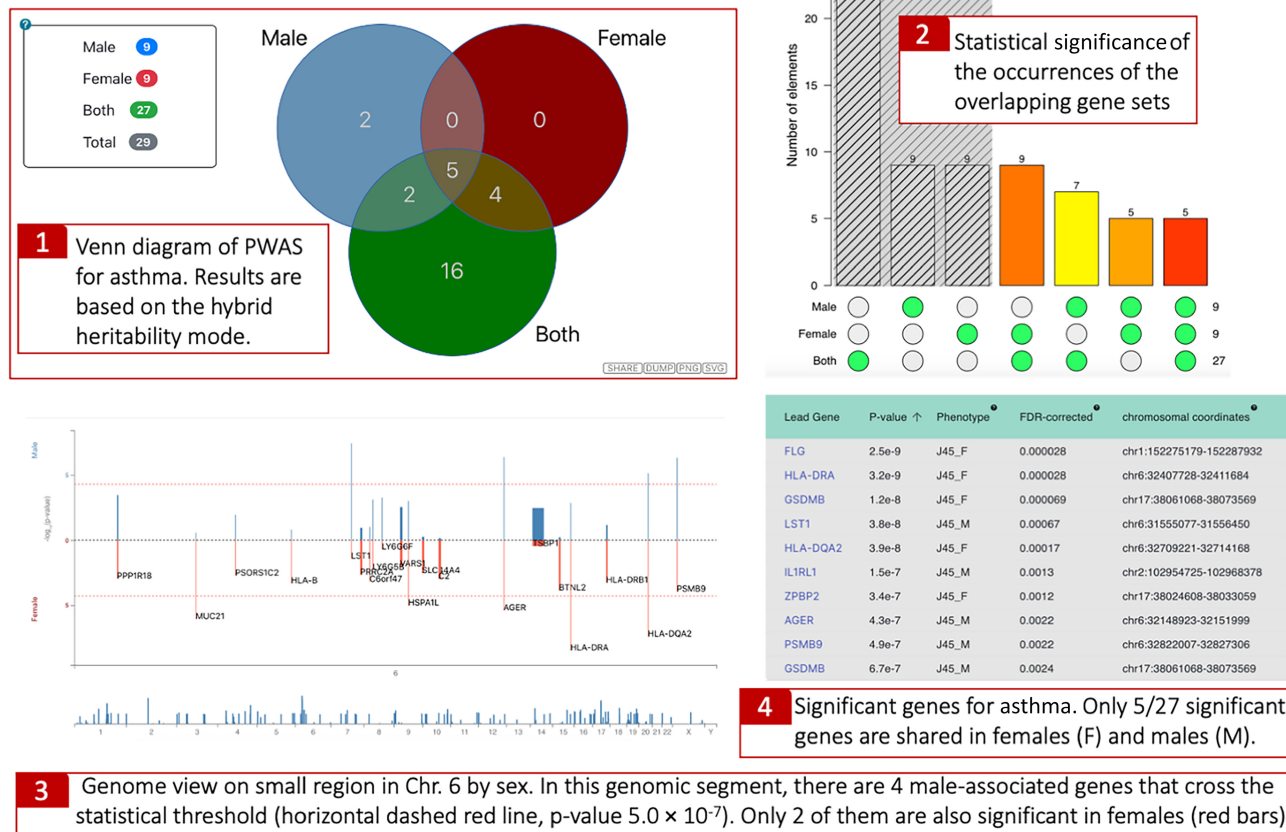 ?
Male 9
Female 9
Both 27
Total 29
Male
Female
2
0
0
5
2
4
16
Both
SHARE DUMP PNG SVG
1
Venn diagram of PWAS
for asthma. Results are
based on the hybrid
heritability mode.
Number of elements
20
15
10
5
0
9
9
9
7
5
5
Male 9
Female 9
Both 27
2
Statistical significance of
the occurrences of the
overlapping gene sets
Male
-log (p-value)
Female
5
0
5
PPP1R18
MUC21
PSORS1C2
HLA-B
LST1
PRRC2A
LY6G6F
LY6G5B
C6orf47
VARS1
HSPA1L
C2
AGER
TSBP1
BTNL2
HLA-DRA
HLA-DRB1
HLA-DQA2
PSMB9
6
1 2 3 4 5 6 7 8 9 10 11 12 13 14 15 16 17 18 19 20 21 22 X Y
Lead Gene P-value ↑ Phenotype ? FDR-corrected ? chromosomal coordinates ?
FLG 2.5e-9 J45_F 0.000028 chr1:152275179-152287932
HLA-DRA 3.2e-9 J45_F 0.000028 chr6:32407728-32411684
GSDMB 1.2e-8 J45_F 0.000069 chr17:38061068-38073569
LST1 3.8e-8 J45_M 0.00067 chr6:31555077-31556450
HLA-DQA2 3.9e-8 J45_F 0.00017 chr6:32709221-32714168
IL1RL1 1.5e-7 J45_M 0.0013 chr2:102954725-102968378
ZPBP2 3.4e-7 J45_F 0.0012 chr17:38024608-38033059
AGER 4.3e-7 J45_M 0.0022 chr6:32148923-32151999
PSMB9 4.9e-7 J45_M 0.0022 chr6:32822007-32827306
GSDMB 6.7e-7 J45_M 0.0024 chr17:38061068-38073569
4
Significant genes for asthma. Only 5/27 significant
genes are shared in females (F) and males (M).
3
Genome view on small region in Chr. 6 by sex. In this genomic segment, there are 4 male-associated genes that cross the
statistical threshold (horizontal dashed red line, p-value 5.0 × 10⁻⁷). Only 2 of them are also significant in females (red bars)